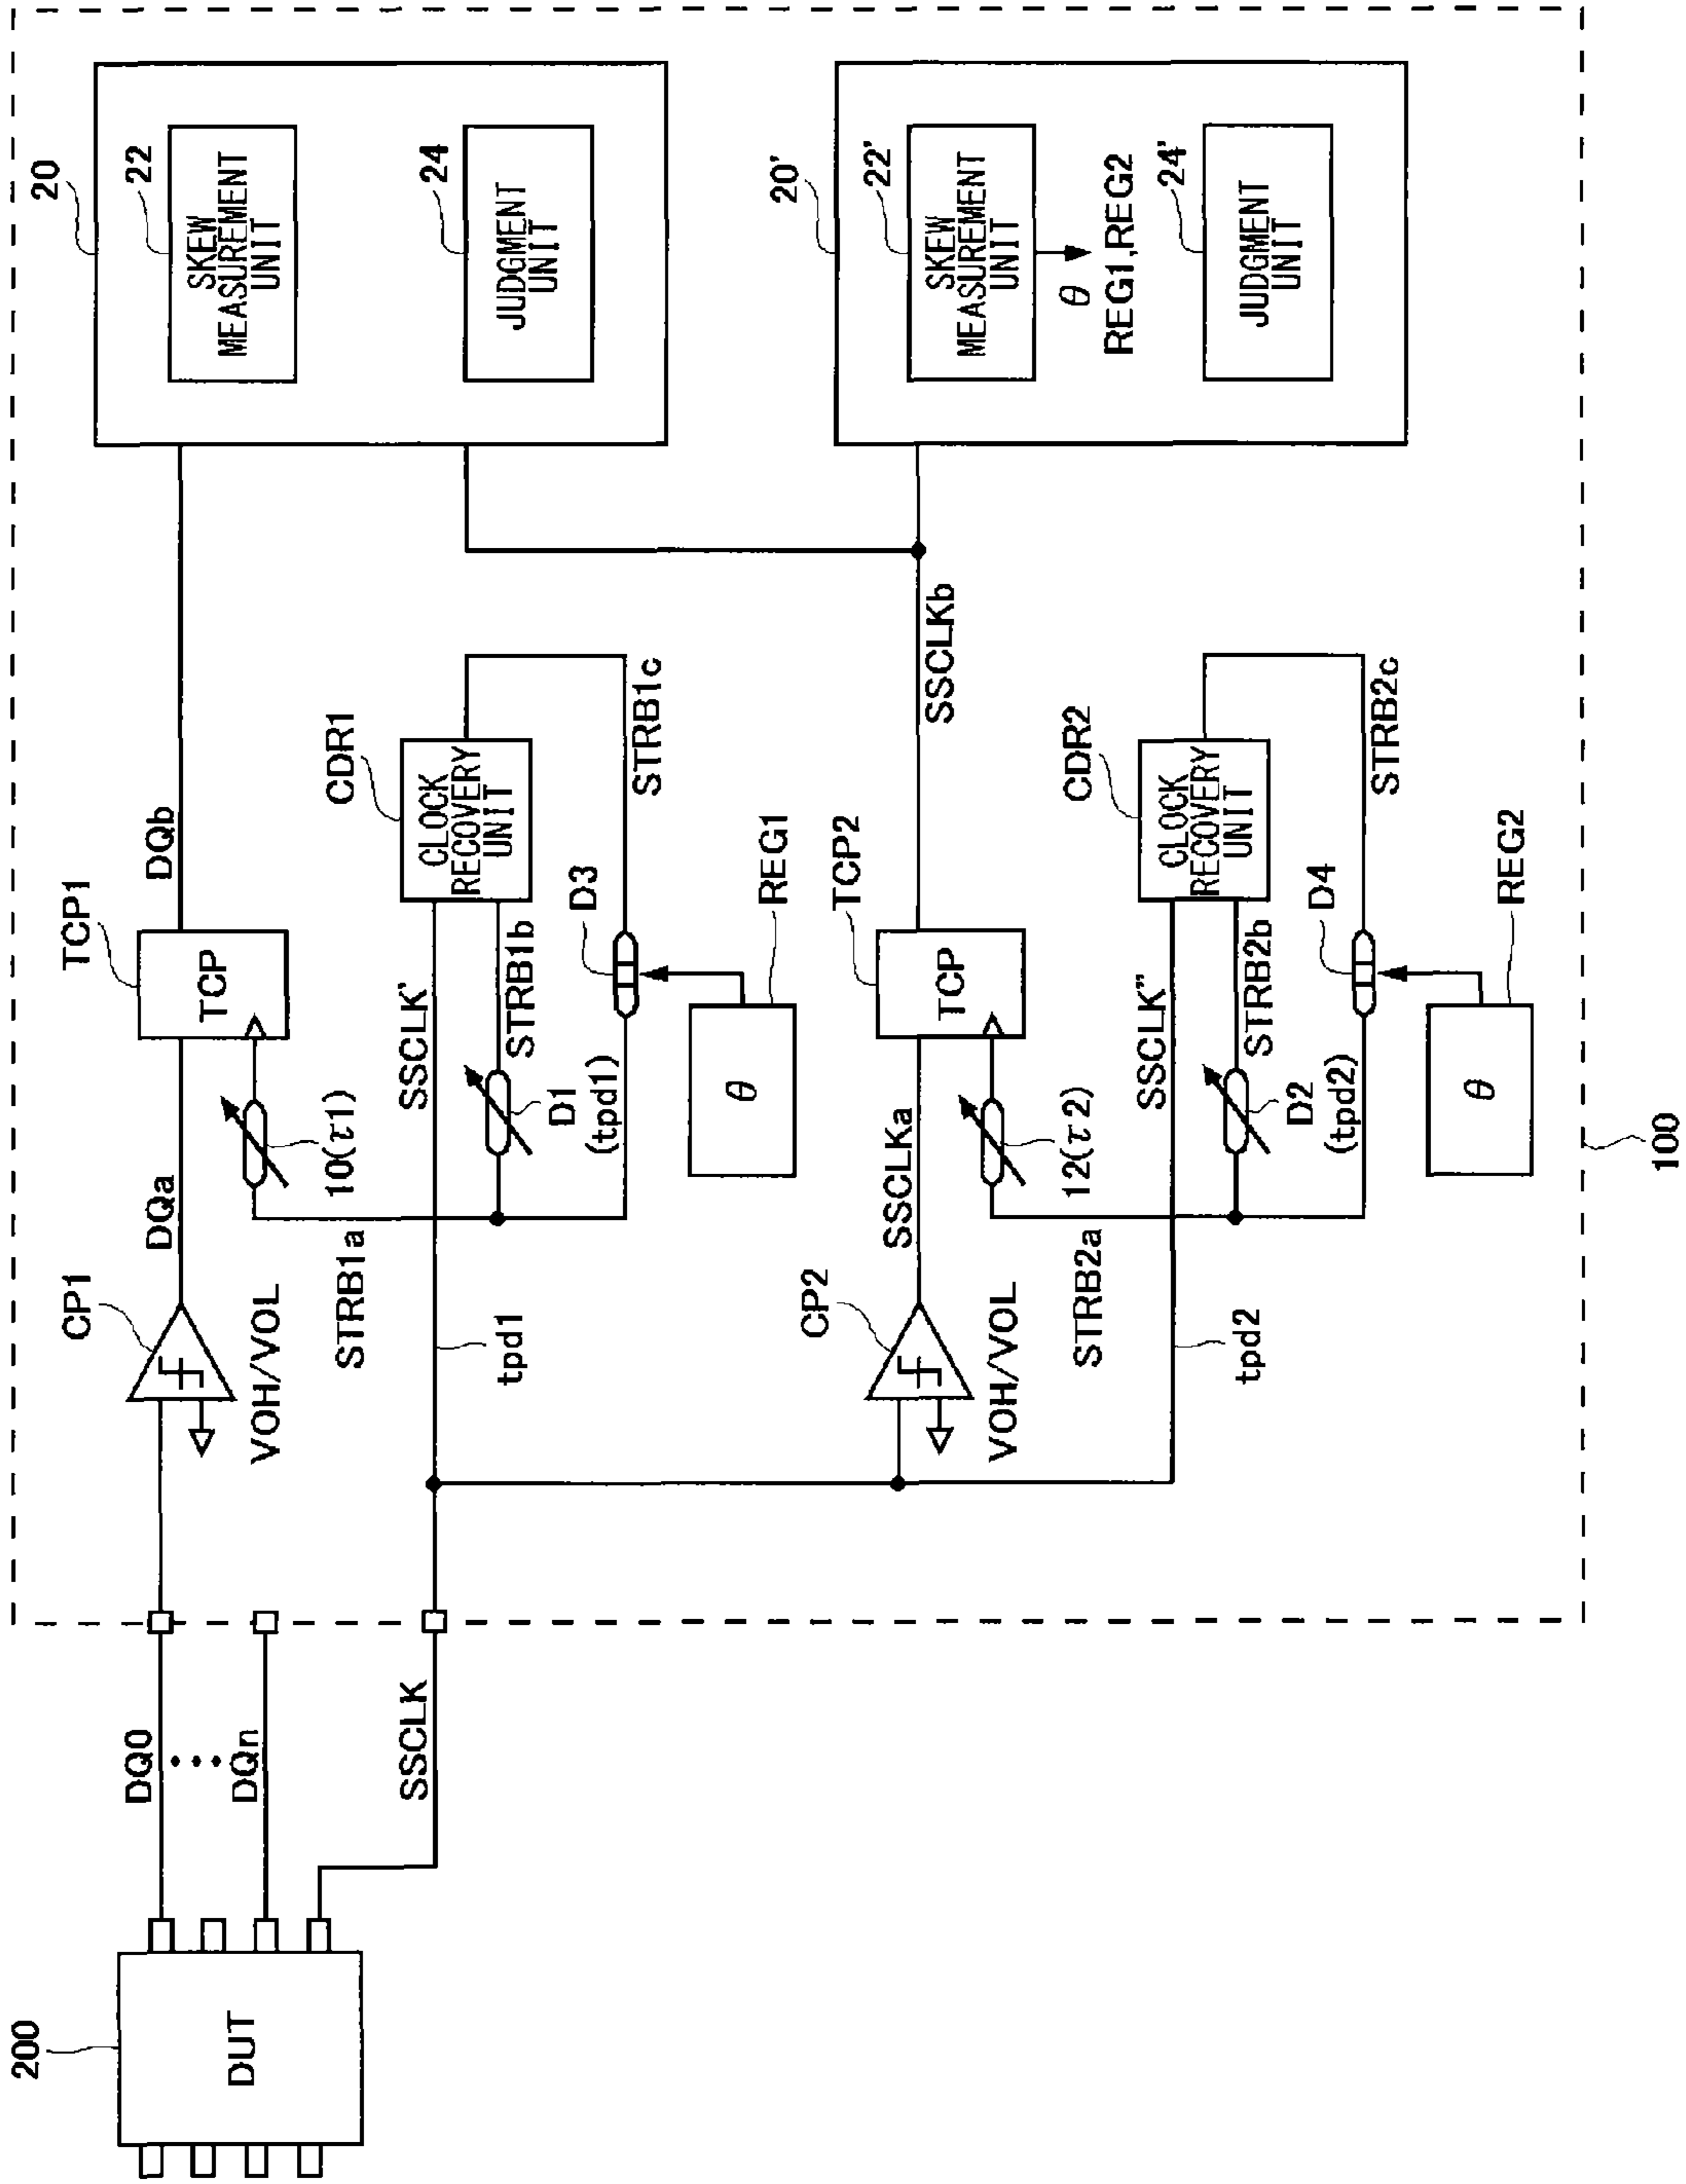 200
DUT
DQ0
DQn
SSCLK
100
CP1
VOH/VOL
DQa
TCP1
TCP
DQb
10(τ1)
STRB1a
tpd1
SSCLK'
STRB1b
D1
(tpd1)
CDR1
CLOCK
RECOVERY
UNIT
STRB1c
D3
REG1
θ
20
22
SKEW
MEASUREMENT
UNIT
24
JUDGMENT
UNIT
CP2
VOH/VOL
SSCLKa
TCP2
TCP
SSCLKb
12(τ2)
STRB2a
tpd2
SSCLK"
STRB2b
D2
(tpd2)
CDR2
CLOCK
RECOVERY
UNIT
STRB2c
D4
REG2
θ
20'
22'
SKEW
MEASUREMENT
UNIT
θ
REG1,REG2
24'
JUDGMENT
UNIT